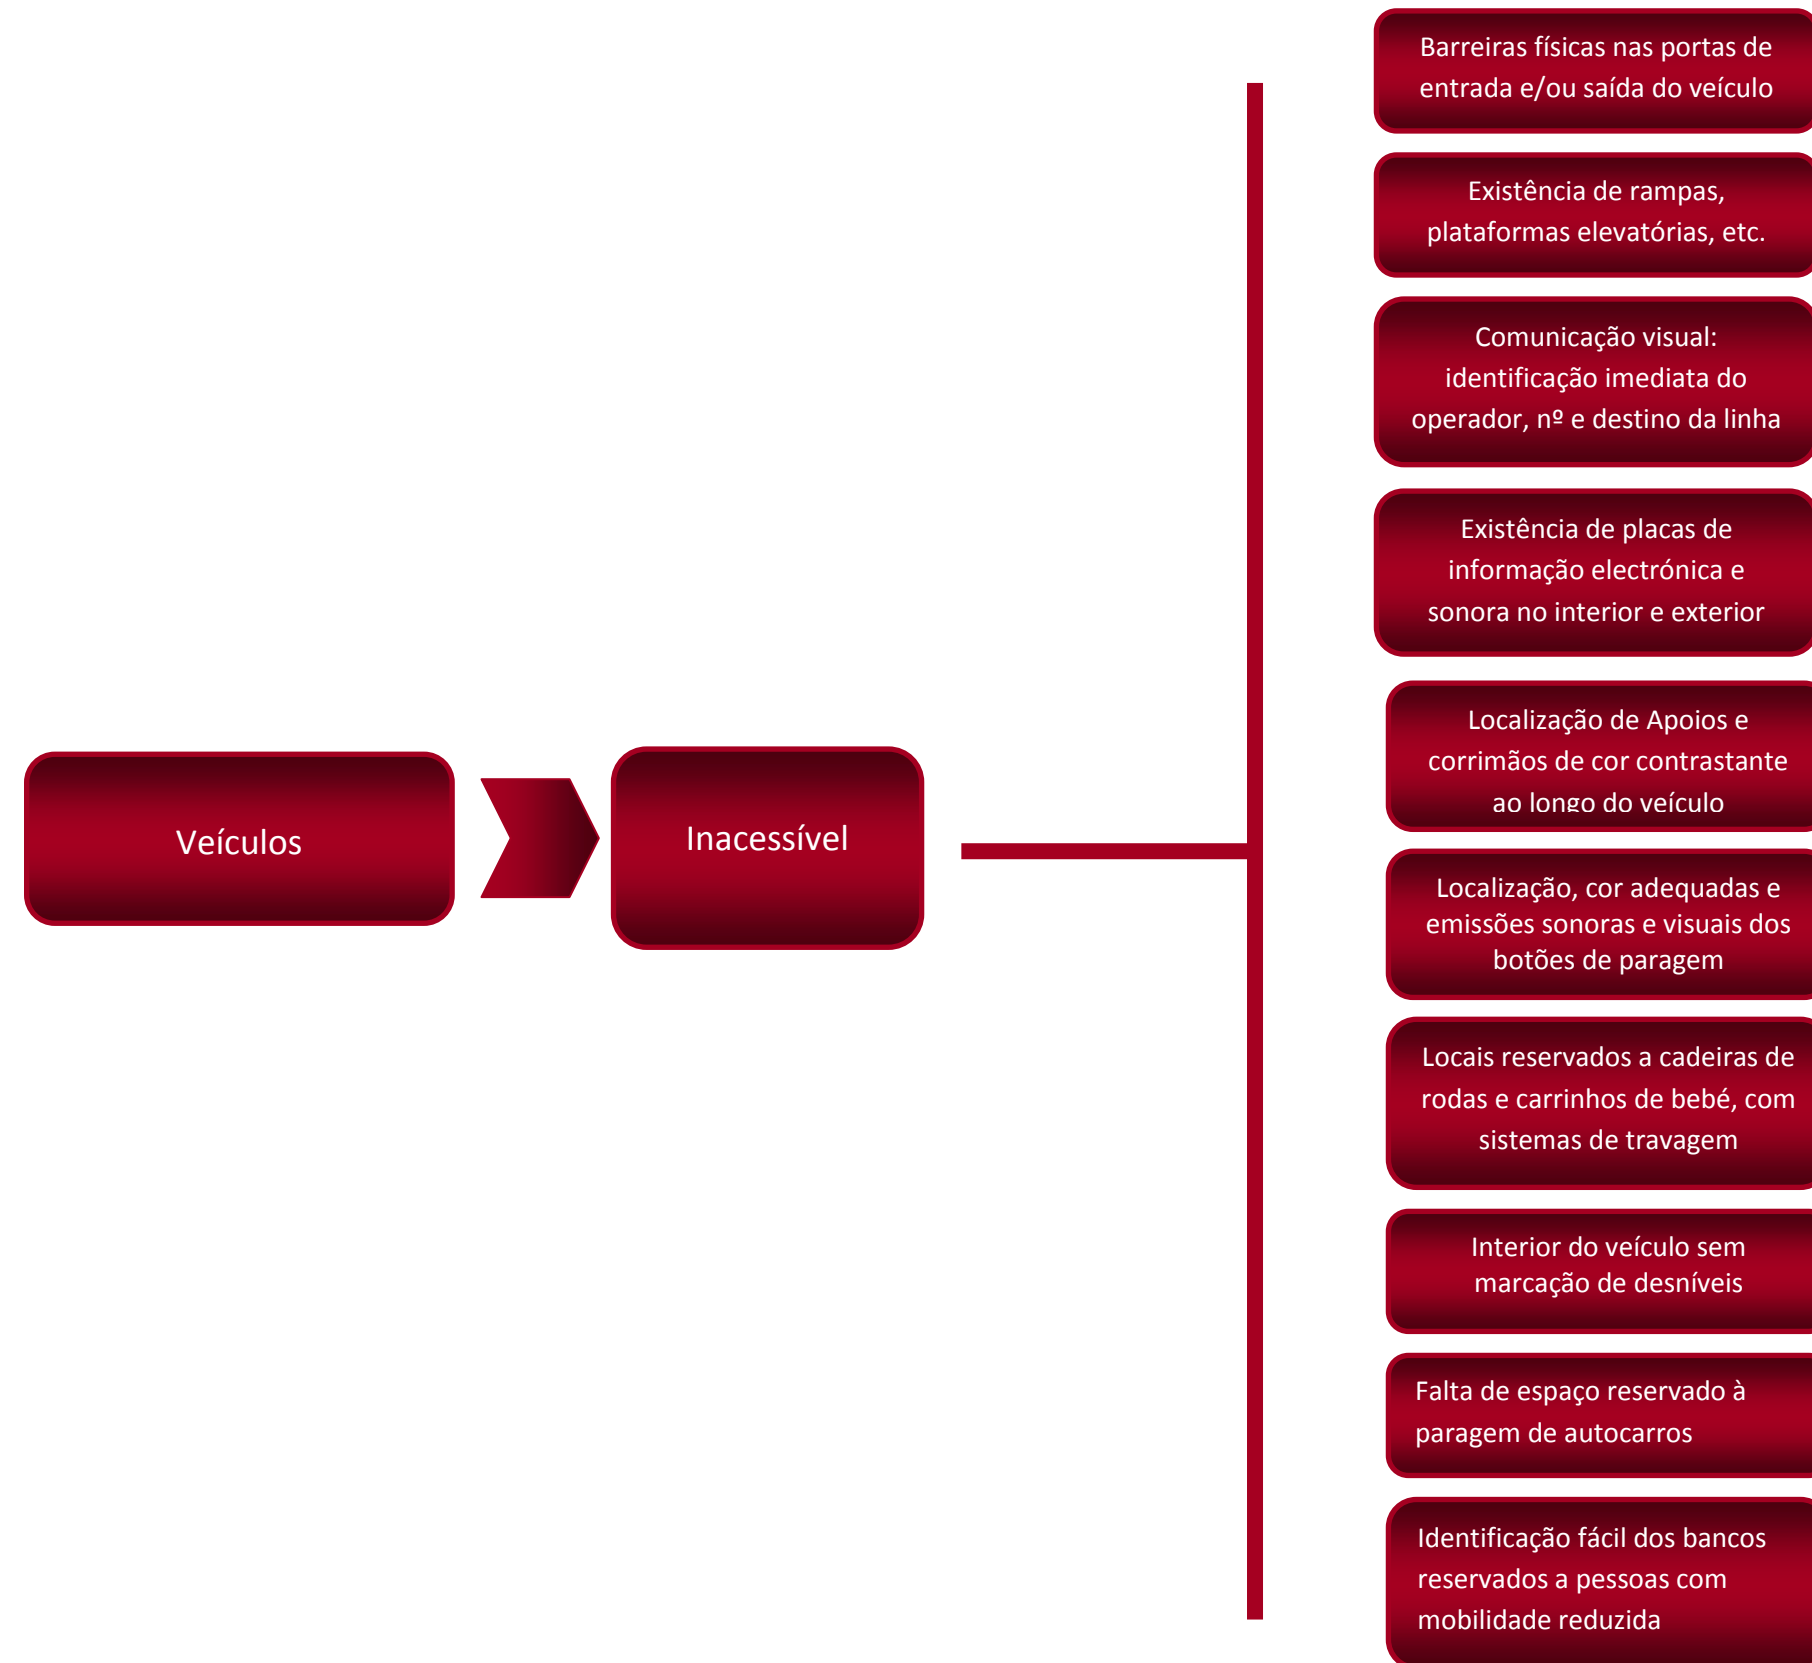 Barreiras físicas nas portas de
entrada e/ou saída do veículo
Existência de rampas,
plataformas elevatórias, etc.
Comunicação visual:
identificação imediata do
operador, nº e destino da linha
Existência de placas de
informação electrónica e
sonora no interior e exterior
Localização de Apoios e
corrimãos de cor contrastante
ao longo do veículo
Veículos
Inacessível
Localização, cor adequadas e
emissões sonoras e visuais dos
botões de paragem
Locais reservados a cadeiras de
rodas e carrinhos de bebé, com
sistemas de travagem
Interior do veículo sem
marcação de desníveis
Falta de espaço reservado à
paragem de autocarros
Identificação fácil dos bancos
reservados a pessoas com
mobilidade reduzida